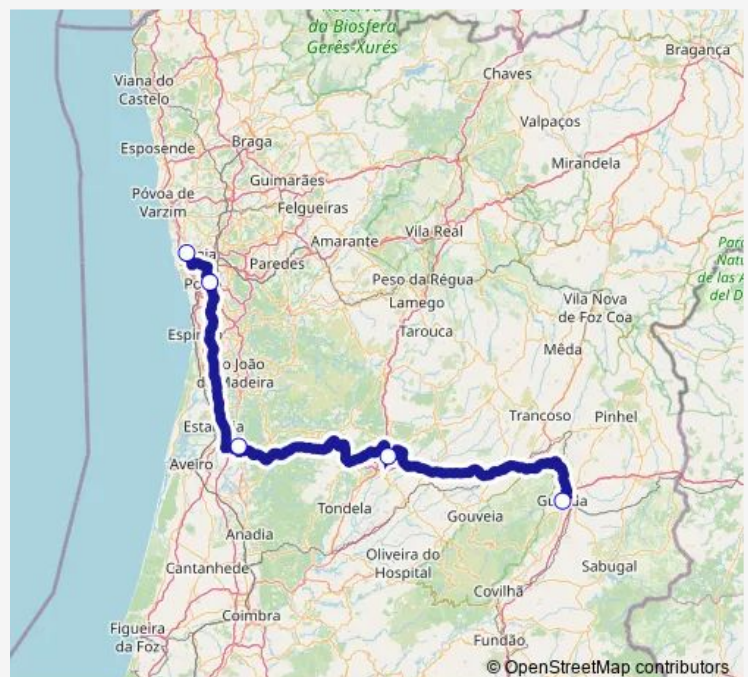 Reserva
da Biosfera
Gerês-Xurés
Bragança
Chaves
Viana do
Castelo
Valpaços
Braga
Esposende
Mirandela
Guimarães
Póvoa de
Varzim
Felgueiras
Vila Real
Amarante
Paredes
Peso da Régua
Lamego
Vila Nova
de Foz Coa
Tarouca
Mêda
Trancoso
Pinhel
Aveiro
Tondela
Gouveia
Anadia
Oliveira do
Hospital
Cantanhede
Sabugal
Covilhã
Coimbra
Figueira
da Foz
Fundão
© OpenStreetMap contributors